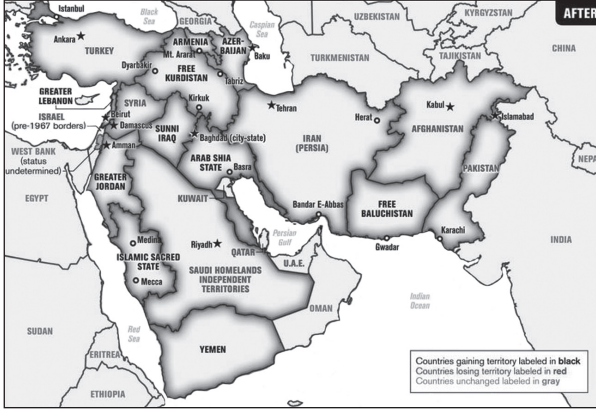 AFTER
Istanbul
Black
Sea
GEORGIA
Caspian
Sea
UZBEKISTAN
KYRGYZSTAN
Ankara
TURKEY
ARMENIA
AZER-
BAIJAN
Baku
Mt. Ararat
TURKMENISTAN
TAJIKISTAN
CHINA
Dyarbakir
FREE
KURDISTAN
Tabriz
GREATER
LEBANON
SYRIA
Kirkuk
Tehran
Herat
Kabul
Islamabad
ISRAEL
(pre-1967 borders)
Beirut
Damascus
SUNNI
IRAQ
Baghdad (city-state)
IRAN
(PERSIA)
AFGHANISTAN
WEST BANK
(status
undetermined)
Amman
ARAB SHIA
STATE
Basra
PAKISTAN
NEPA
GREATER
JORDAN
EGYPT
KUWAIT
Bandar E-Abbas
FREE
BALUCHISTAN
Medina
Riyadh
Persian
Gulf
Gwadar
Karachi
INDIA
ISLAMIC SACRED
STATE
QATAR
U.A.E.
Mecca
SAUDI HOMELANDS
INDEPENDENT
TERRITORIES
OMAN
Indian
Ocean
SUDAN
Red
Sea
YEMEN
ERITREA
ETHIOPIA
Countries gaining territory labeled in black
Countries losing territory labeled in red
Countries unchanged labeled in gray